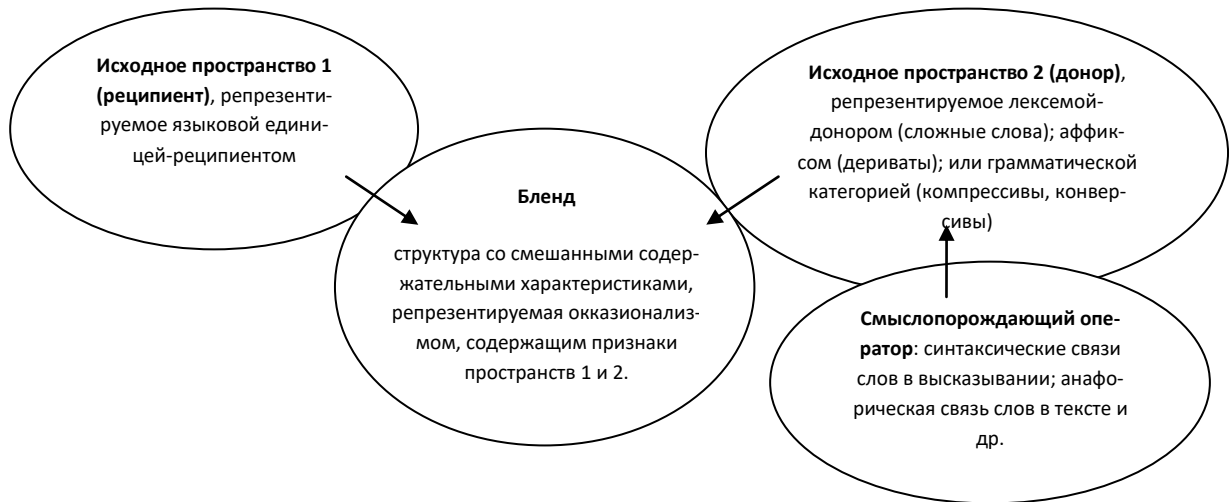 Исходное пространство 1
(реципиент), репрезенти-
руемое языковой едини-
цей-реципиентом
Исходное пространство 2 (донор),
репрезентируемое лексемой-
донором (сложные слова); аффик-
сом (дериваты); или грамматической
категорией (компрессивы, конвер-
сивы)
Бленд
структура со смешанными содер-
жательными характеристиками,
репрезентируемая окказионализ-
мом, содержащим признаки
пространств 1 и 2.
Смыслопорождающий опе-
ратор: синтаксические связи
слов в высказывании; анафо-
рическая связь слов в тексте и
др.